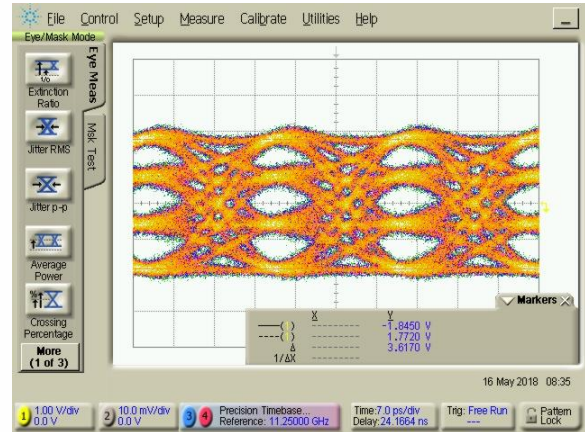 File Control Setup Measure Calibrate Utilities Help
Eye/Mask Mode
Eye Meas
Msk Test
Extinction
Ratio
Jitter RMS
Jitter p-p
Average
Power
Crossing
Percentage
More
(1 of 3)
Markers
X Y
-1.8450 V
1.7720 V
Δ 3.6170 V
1/ΔX
16 May 2018 08:35
1 1.00 V/div
0.0 V
2 10.0 mV/div
0.0 V
3 4 Precision Timebase...
Reference: 11.25000 GHz
Time:7.0 ps/div
Delay:24.1664 ns
Trig: Free Run
---
Pattern
Lock